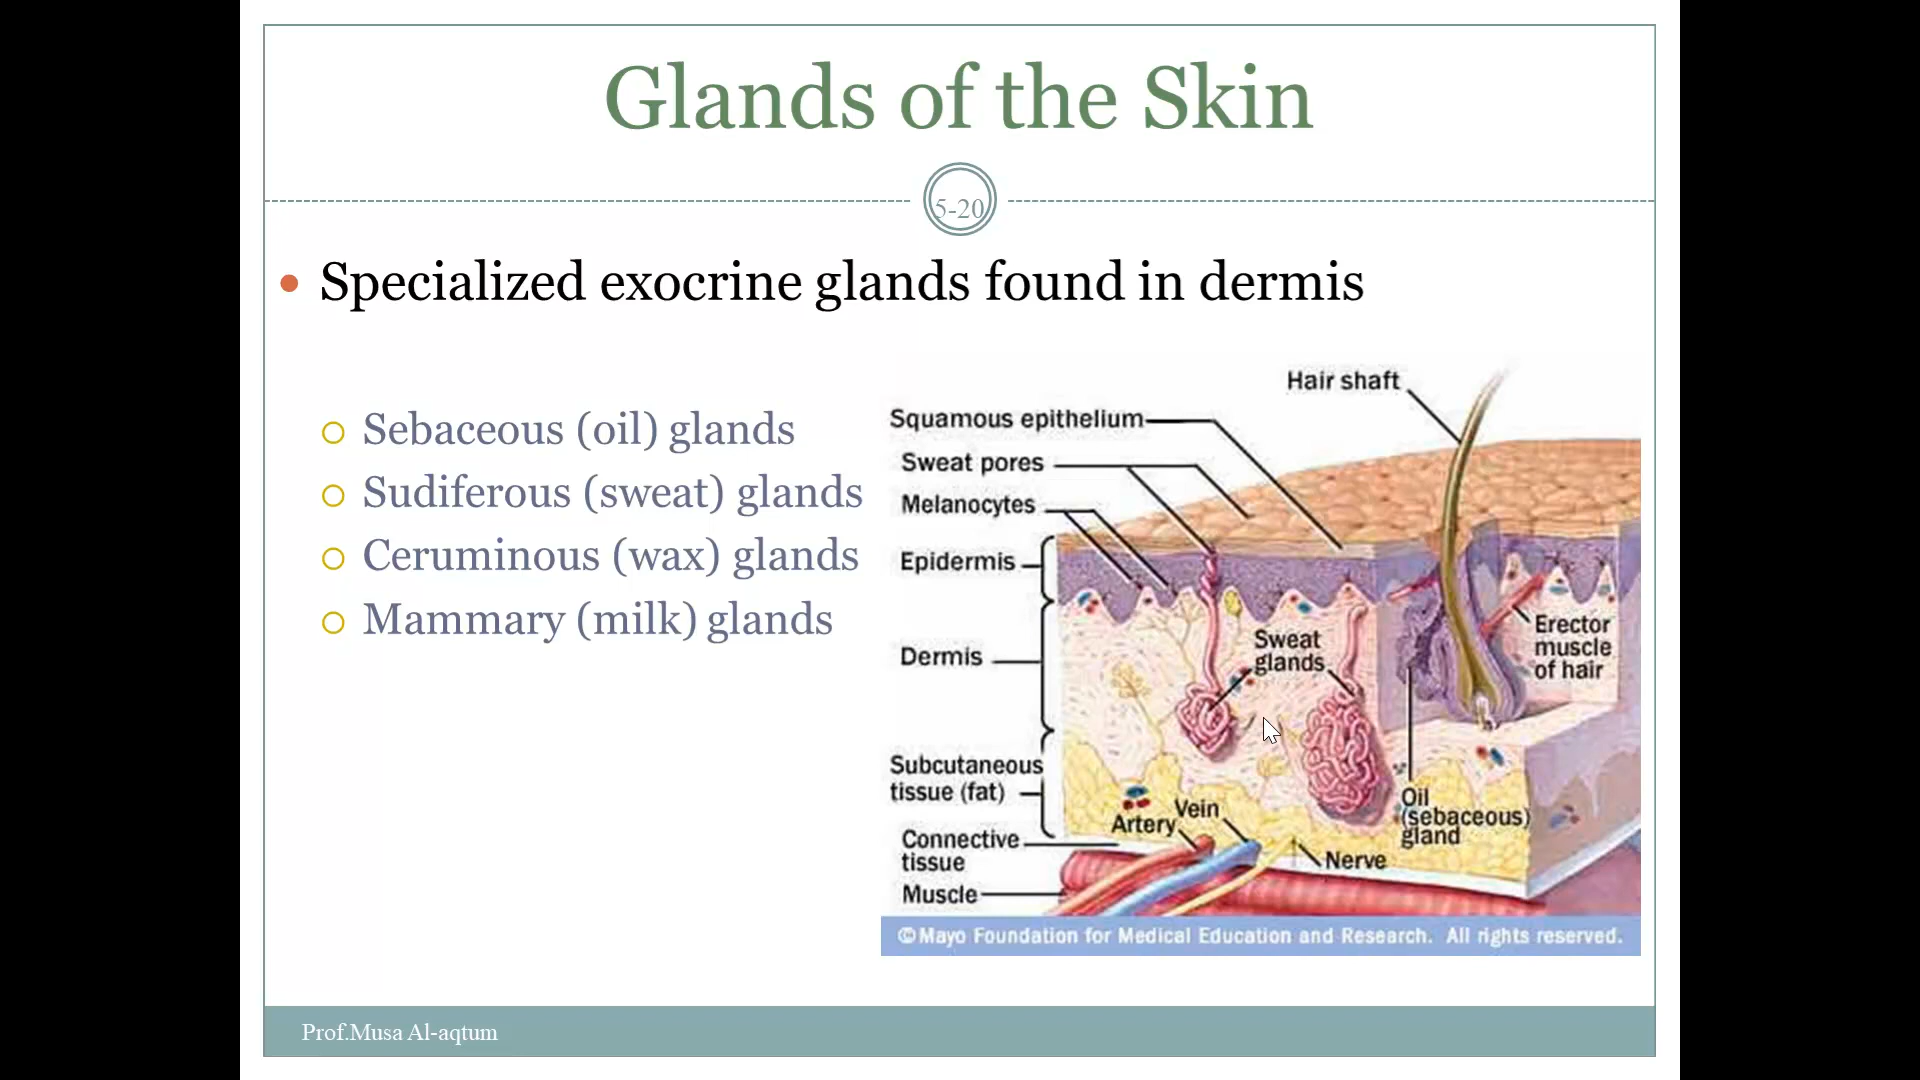 Glands of the Skin
5-20
Specialized exocrine glands found in dermis
Sebaceous (oil) glands
Sudiferous (sweat) glands
Ceruminous (wax) glands
Mammary (milk) glands
Hair shaft
Squamous epithelium
Sweat pores
Melanocytes
Epidermis
Dermis
Subcutaneous
tissue (fat)
Connective
tissue
Muscle
Sweat
glands
Erector
muscle
of hair
Oil
(sebaceous)
gland
Vein
Artery
Nerve
©Mayo Foundation for Medical Education and Research. All rights reserved.
Prof.Musa Al-aqtum